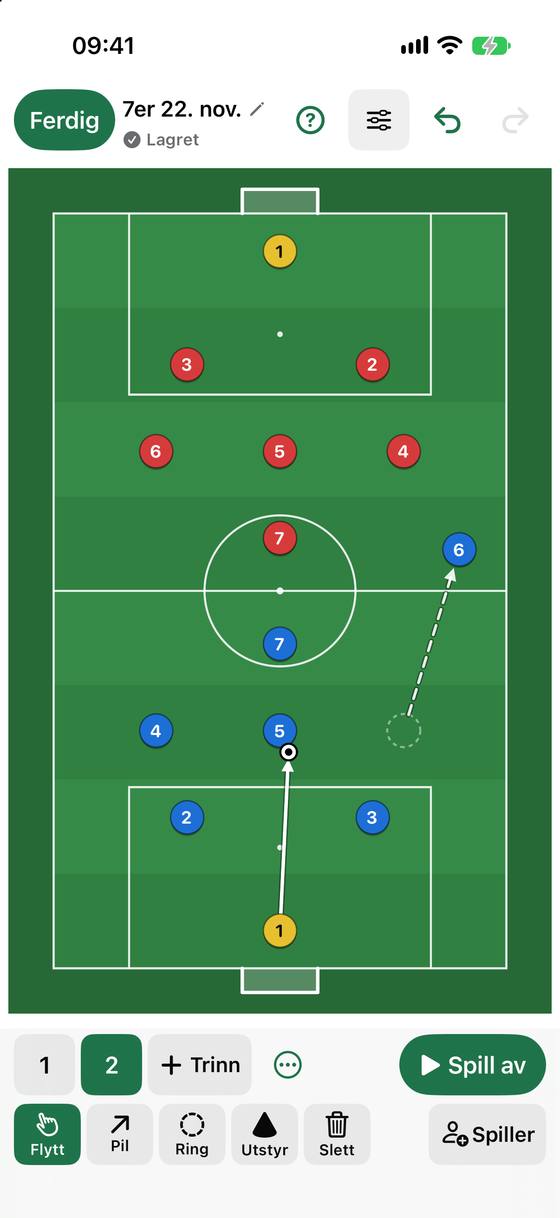 09:41
Ferdig
7er 22. nov.
Lagret
?
1
3 2
6 5 4
7
6
7
4 5
2 3
1
1 2 + Trinn Spill av
Flytt Pil Ring Utstyr Slett Spiller